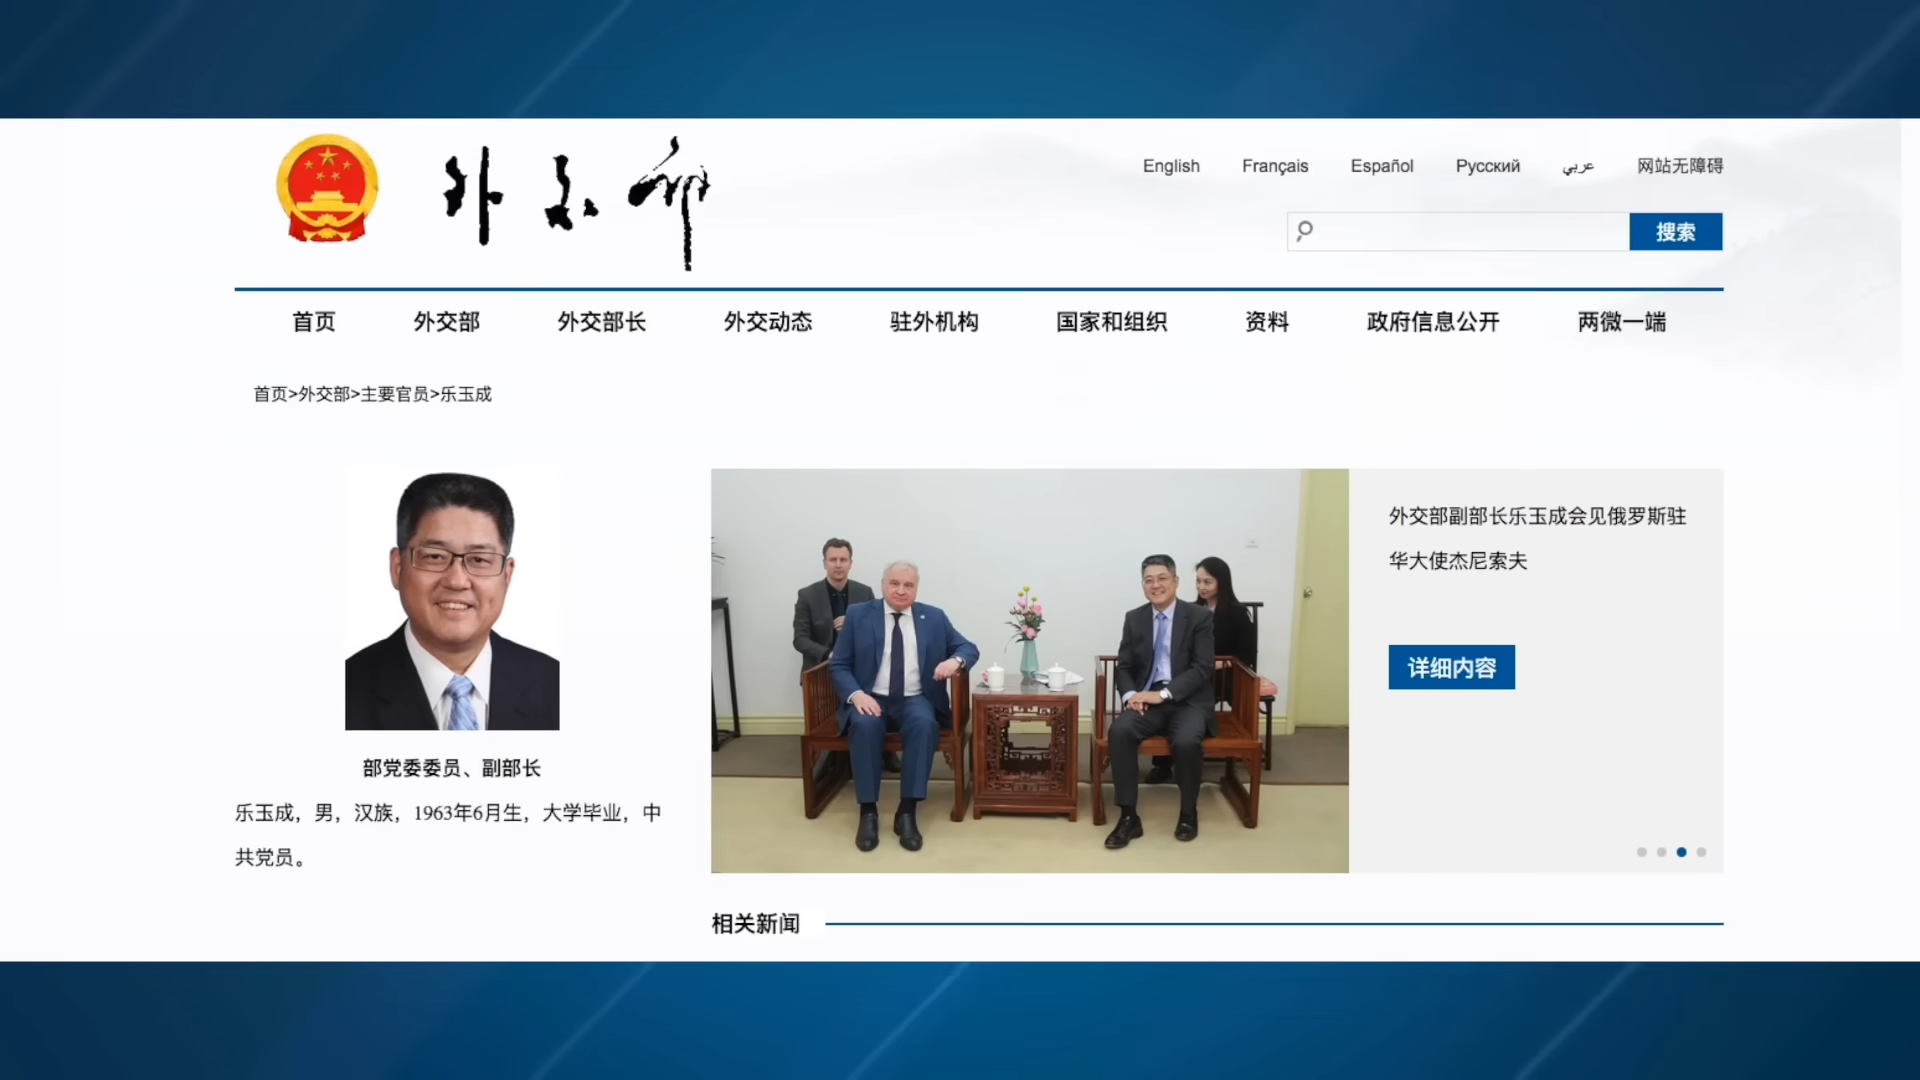 外交部
English Français Español Русский عربي 网站无障碍
搜索
首页 外交部 外交部长 外交动态 驻外机构 国家和组织 资料 政府信息公开 两微一端
首页>外交部>主要官员>乐玉成
部党委委员、副部长
乐玉成，男，汉族，1963年6月生，大学毕业，中
共党员。
外交部副部长乐玉成会见俄罗斯驻
华大使杰尼索夫
详细内容
相关新闻